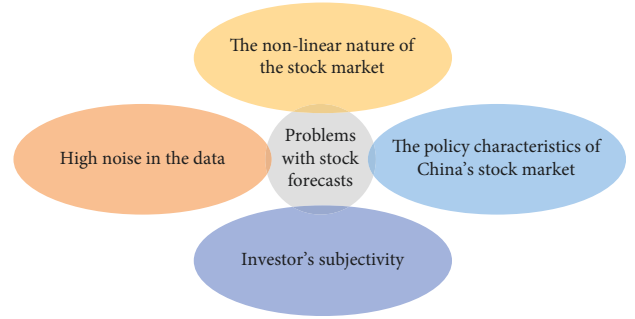 The non-linear nature of
the stock market
High noise in the data
Problems
with stock
forecasts
The policy characteristics of
China's stock market
Investor's subjectivity